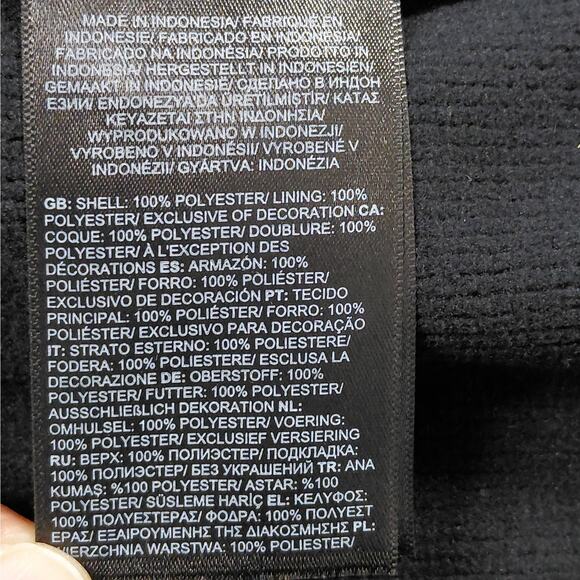 MADE IN INDONESIA/ FABRIQUÉ EN
INDONESIE/ FABRICADO EN INDONESIA/
FABRICADO NA INDONÉSIA/ PRODOTTO IN
INDONESIA/ HERGESTELLT IN INDONESIEN/
GEMAAKT IN INDONESIË/ СДЕЛАНО В ИНДОН
ЕЗИИ/ ENDONEZYA DA ÜRETİLMİŞTİR/ ΚΑΤΑΣ
ΚΕΥΑΖΕΤΑΙ ΣΤΗΝ ΙΝΔΟΝΗΣΙΑ/
WYPRODUKOWANO W INDONEZJI/
VYROBENO V INDONÉSII/ VYROBENÉ V
INDONÉZII/ GYÁRTVA: INDONÉZIA
GB: SHELL: 100% POLYESTER/ LINING: 100%
POLYESTER/ EXCLUSIVE OF DECORATION CA:
COQUE: 100% POLYESTER/ DOUBLURE: 100%
POLYESTER/ À L'EXCEPTION DES
DÉCORATIONS ES: ARMAZÓN: 100%
POLIÉSTER/ FORRO: 100% POLIÉSTER/
EXCLUSIVO DE DECORACIÓN PT: TECIDO
PRINCIPAL: 100% POLIÉSTER/ FORRO: 100%
POLIÉSTER/ EXCLUSIVO PARA DECORAÇÃO
IT: STRATO ESTERNO: 100% POLIESTERE/
FODERA: 100% POLIESTERE/ ESCLUSA LA
DECORAZIONE DE: OBERSTOFF: 100%
POLYESTER/ FUTTER: 100% POLYESTER/
AUSSCHLIEßLICH DEKORATION NL:
OMHULSEL: 100% POLYESTER/ VOERING:
100% POLYESTER/ EXCLUSIEF VERSIERING
RU: ВЕРХ: 100% ПОЛИЭСТЕР/ ПОДКЛАДКА:
100% ПОЛИЭСТЕР/ БЕЗ УКРАШЕНИЙ TR: ANA
KUMAŞ: %100 POLYESTER/ ASTAR: %100
POLYESTER/ SÜSLEME HARİÇ EL: ΚΕΛΥΦΟΣ:
100% ΠΟΛΥΕΣΤΕΡΑΣ/ ΦΟΔΡΑ: 100% ΠΟΛΥΕΣΤ
ΕΡΑΣ/ ΕΞΑΙΡΟΥΜΕΝΗΣ ΤΗΣ ΔΙΑΚΟΣΜΗΣΗΣ PL:
WIERZCHNIA WARSTWA: 100% POLIESTER/